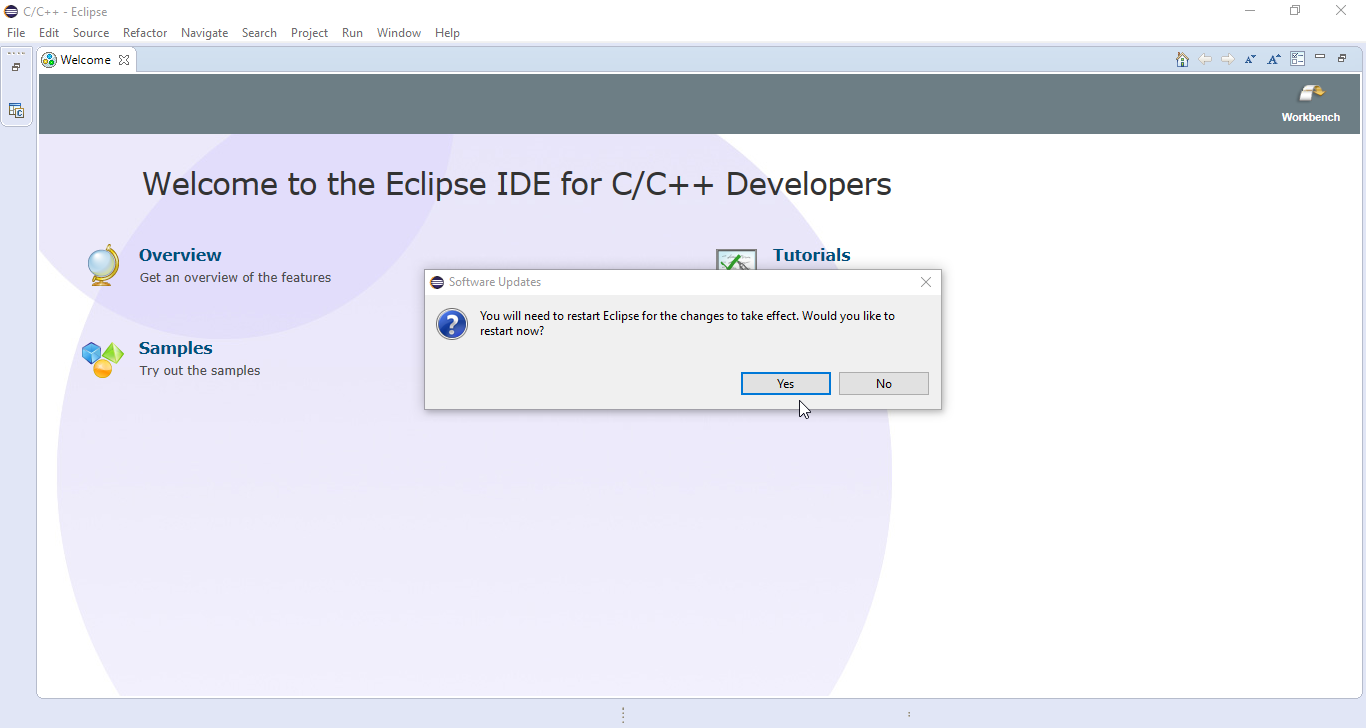 C/C++ - Eclipse
File Edit Source Refactor Navigate Search Project Run Window Help
Welcome
Workbench
Welcome to the Eclipse IDE for C/C++ Developers
Overview
Get an overview of the features
Tutorials
Software Updates
You will need to restart Eclipse for the changes to take effect. Would you like to
restart now?
Yes No
Samples
Try out the samples